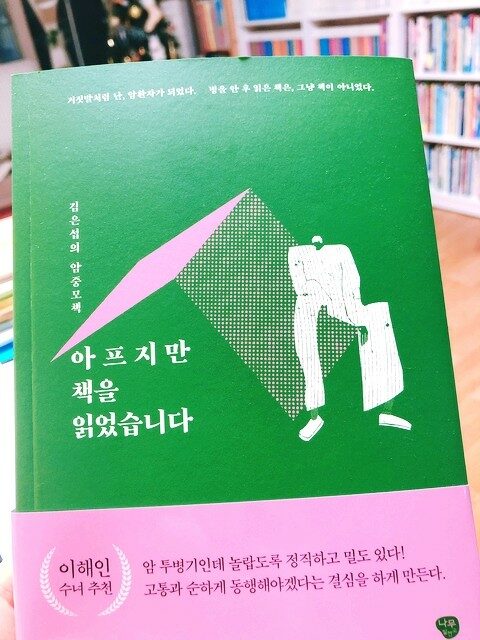 거짓말처럼 난, 암환자가 되었다. 병을 안 후 읽은 책은, 그냥 책이 아니었다.
김은섭의 암중모책
아프지만
책을
읽었습니다
이해인
수녀 추천
암 투병기인데 놀랍도록 정직하고 밀도 있다!
고통과 순하게 동행해야겠다는 결심을 하게 만든다.
나무